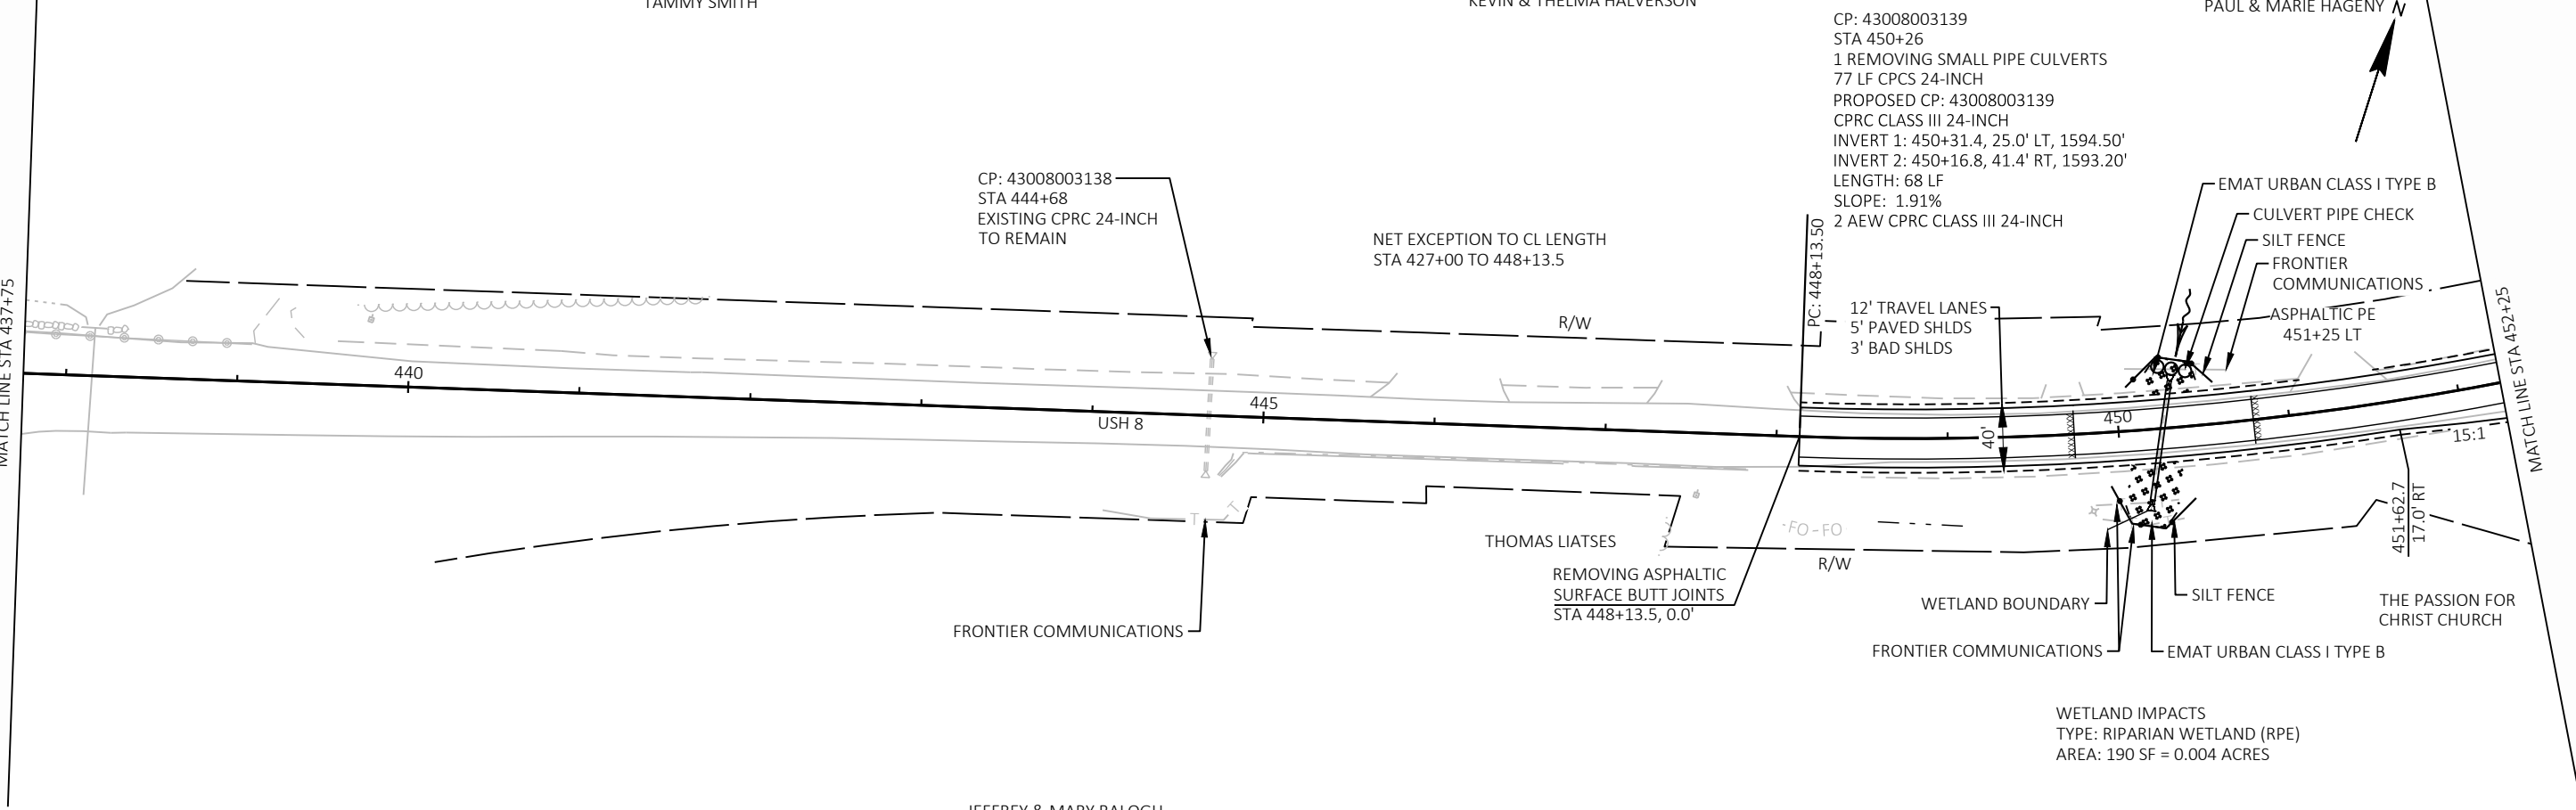 TAMMY SMITH
KEVIN & THELMA HALVERSON
PAUL & MARIE HAGENY
N
CP: 43008003139
STA 450+26
1 REMOVING SMALL PIPE CULVERTS
77 LF CPCS 24-INCH
PROPOSED CP: 43008003139
CPRC CLASS III 24-INCH
INVERT 1: 450+31.4, 25.0' LT, 1594.50'
INVERT 2: 450+16.8, 41.4' RT, 1593.20'
LENGTH: 68 LF
SLOPE: 1.91%
2 AEW CPRC CLASS III 24-INCH
CP: 43008003138
STA 444+68
EXISTING CPRC 24-INCH
TO REMAIN
NET EXCEPTION TO CL LENGTH
STA 427+00 TO 448+13.5
PC: 448+13.50
EMAT URBAN CLASS I TYPE B
CULVERT PIPE CHECK
SILT FENCE
FRONTIER
COMMUNICATIONS
ASPHALTIC PE
451+25 LT
12' TRAVEL LANES
5' PAVED SHLDS
3' BAD SHLDS
R/W
MATCH LINE STA 437+75
MATCH LINE STA 452+25
440
445
450
USH 8
40'
15:1
T
T
-FO-FO
451+62.7
17.0' RT
THOMAS LIATSES
R/W
REMOVING ASPHALTIC
SURFACE BUTT JOINTS
STA 448+13.5, 0.0'
FRONTIER COMMUNICATIONS
WETLAND BOUNDARY
SILT FENCE
THE PASSION FOR
CHRIST CHURCH
FRONTIER COMMUNICATIONS
EMAT URBAN CLASS I TYPE B
WETLAND IMPACTS
TYPE: RIPARIAN WETLAND (RPE)
AREA: 190 SF = 0.004 ACRES
JEFFREY & MARY BALOGH